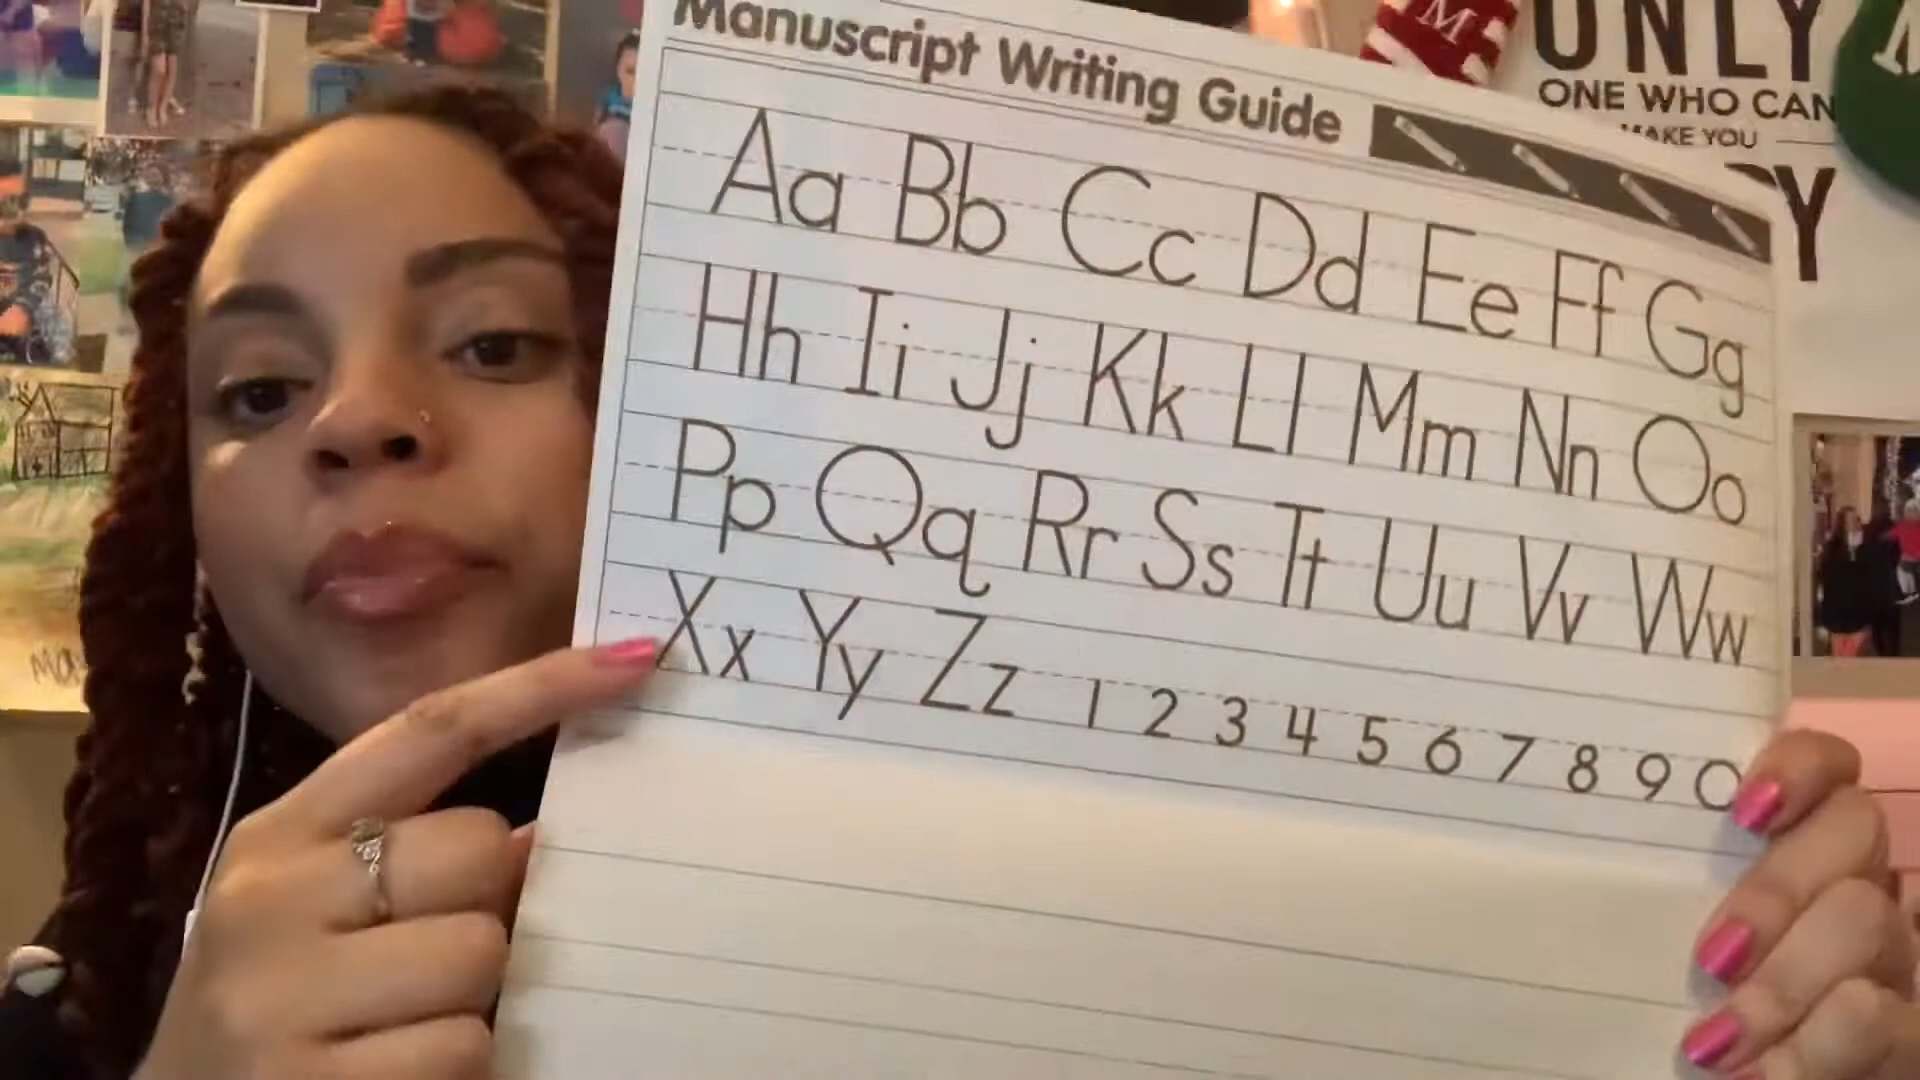 Manuscript Writing Guide
Aa Bb Cc Dd Ee Ff Gg
Hh Ii Jj Kk Ll Mm Nn Oo
Pp Qq Rr Ss Tt Uu Vv Ww
Xx Yy Zz 1 2 3 4 5 6 7 8 9 0
M
ONLY
ONE WHO CAN
MAKE YOU
Y